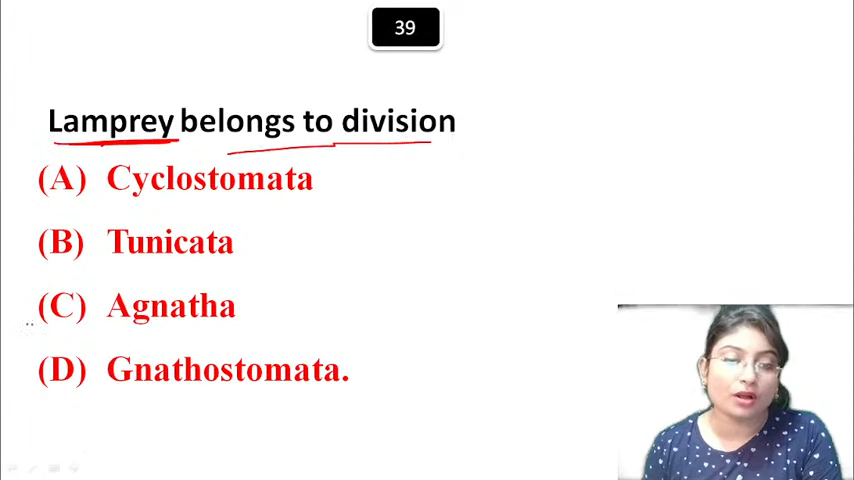 39
Lamprey belongs to division
(A) Cyclostomata
(B) Tunicata
(C) Agnatha
(D) Gnathostomata.